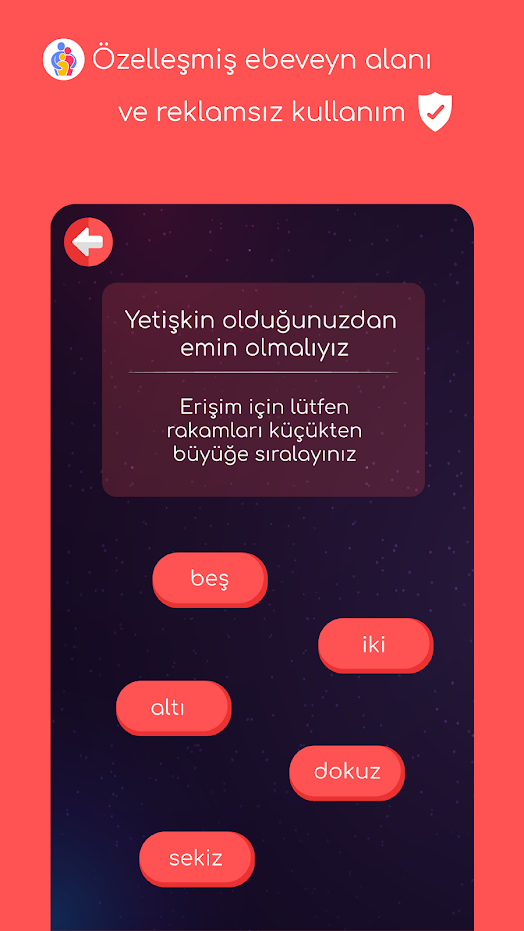 Özelleşmiş ebeveyn alanı
ve reklamsız kullanım
Yetişkin olduğunuzdan
emin olmalıyız
Erişim için lütfen
rakamları küçükten
büyüğe sıralayınız
beş
iki
altı
dokuz
sekiz